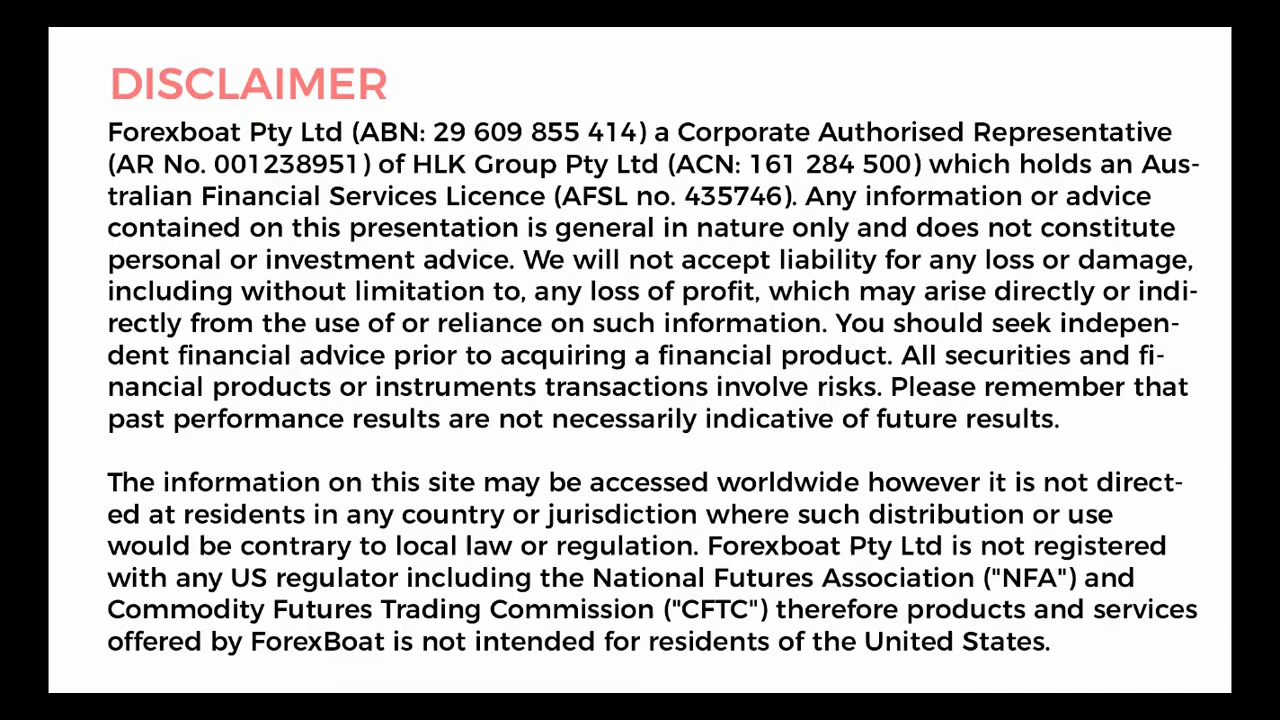 DISCLAIMER
Forexboat Pty Ltd (ABN: 29 609 855 414) a Corporate Authorised Representative
(AR No. 001238951) of HLK Group Pty Ltd (ACN: 161 284 500) which holds an Aus-
tralian Financial Services Licence (AFSL no. 435746). Any information or advice
contained on this presentation is general in nature only and does not constitute
personal or investment advice. We will not accept liability for any loss or damage,
including without limitation to, any loss of profit, which may arise directly or indi-
rectly from the use of or reliance on such information. You should seek indepen-
dent financial advice prior to acquiring a financial product. All securities and fi-
nancial products or instruments transactions involve risks. Please remember that
past performance results are not necessarily indicative of future results.
The information on this site may be accessed worldwide however it is not direct-
ed at residents in any country or jurisdiction where such distribution or use
would be contrary to local law or regulation. Forexboat Pty Ltd is not registered
with any US regulator including the National Futures Association ("NFA") and
Commodity Futures Trading Commission ("CFTC") therefore products and services
offered by ForexBoat is not intended for residents of the United States.